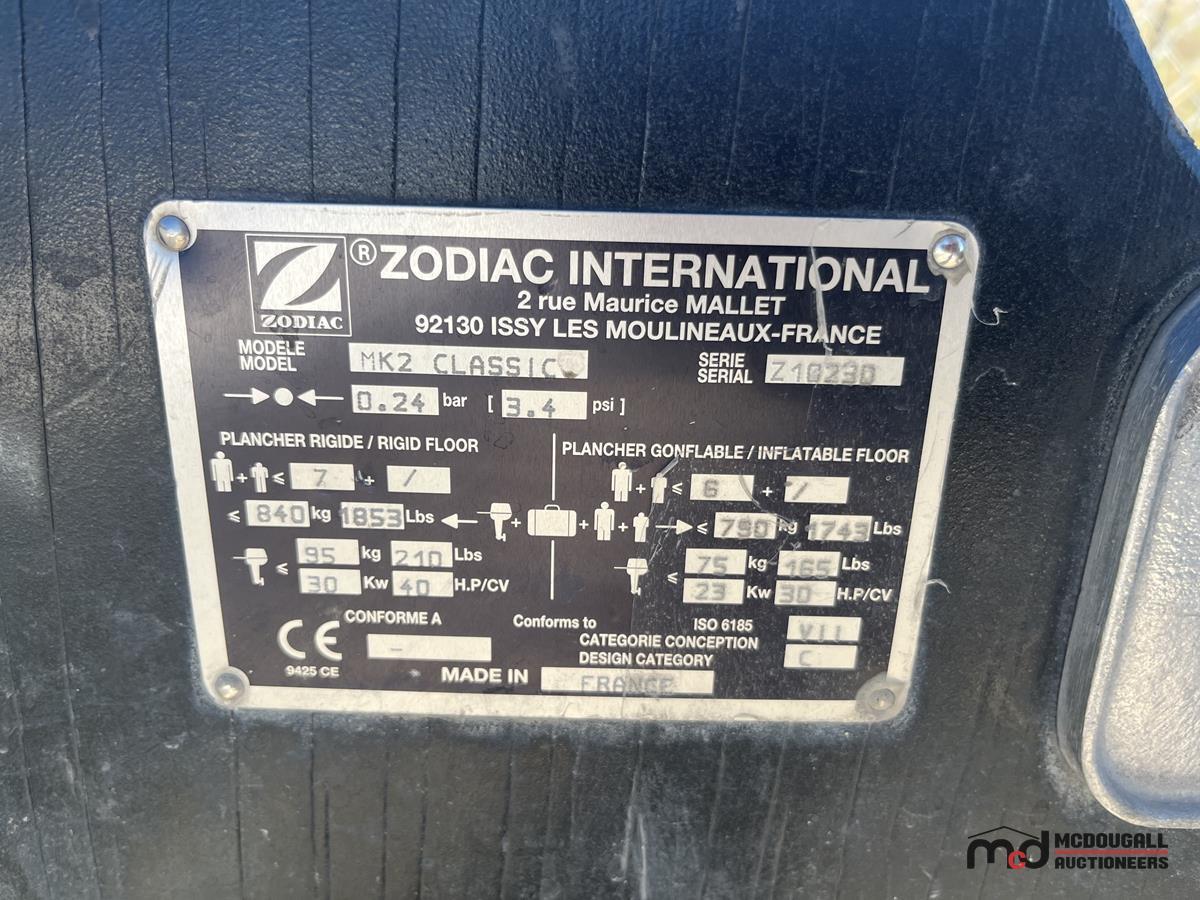 ® ZODIAC INTERNATIONAL
ZODIAC
2 rue Maurice MALLET
92130 ISSY LES MOULINEAUX-FRANCE
MODELE
MODEL
MK2 CLASSIC
SERIE
SERIAL
Z10230
0.24 bar [ 3.4 psi ]
PLANCHER RIGIDE / RIGID FLOOR
PLANCHER GONFLABLE / INFLATABLE FLOOR
+ ≤ 7 + /
+ ≤ 6 + /
≤ 840 kg 1853 Lbs
+ + +
≤ 790 kg 1743 Lbs
≤ 95 kg 210 Lbs
30 Kw 40 H.P/CV
≤ 75 kg 165 Lbs
23 Kw 30 H.P/CV
CE
9425 CE
CONFORME A
-
Conforms to
ISO 6185
VII
CATEGORIE CONCEPTION
DESIGN CATEGORY
C
MADE IN FRANCE
mcd MCDOUGALL
AUCTIONEERS